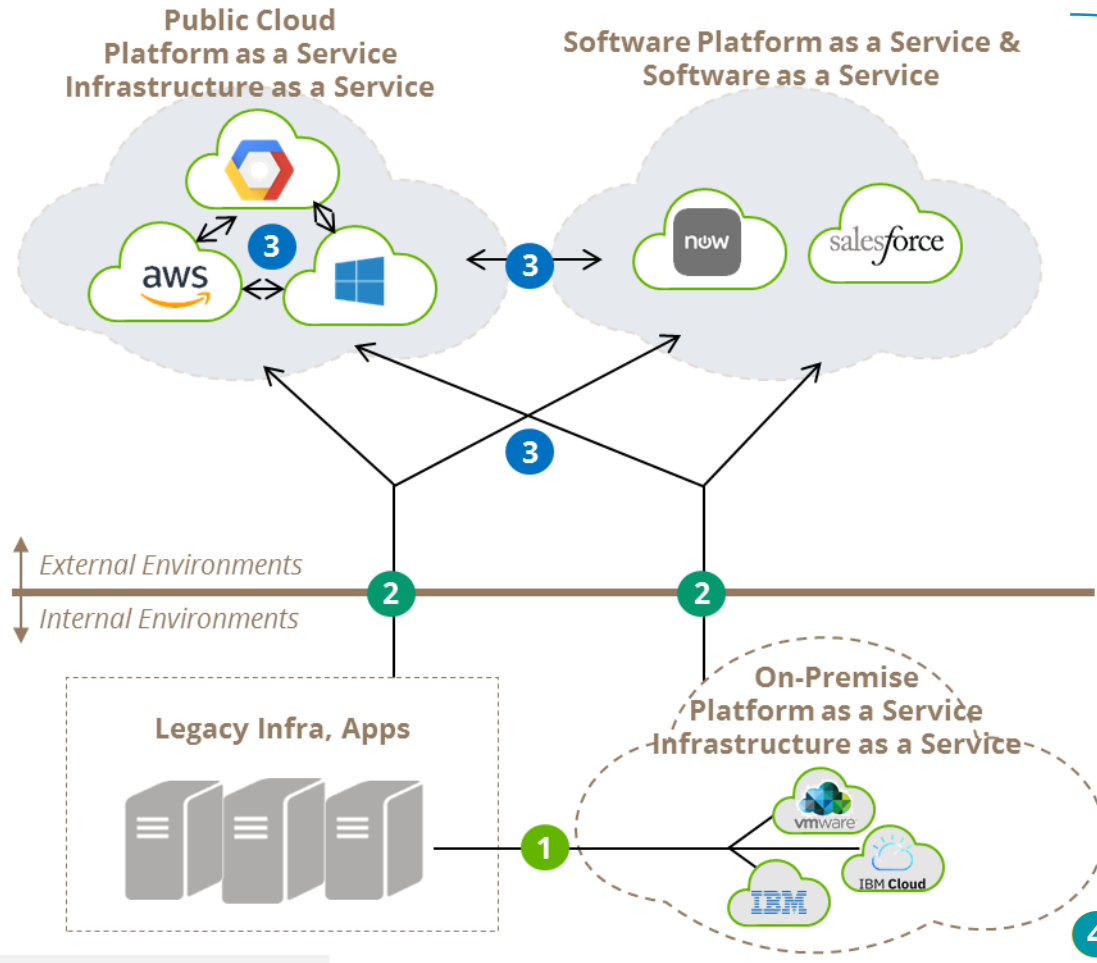 Public Cloud
Platform as a Service
Infrastructure as a Service
Software Platform as a Service &
Software as a Service
now
salesforce
aws
3
3
3
External Environments
2
2
Internal Environments
Legacy Infra, Apps
On-Premise
Platform as a Service
Infrastructure as a Service
vmware
1
IBM Cloud
IBM
4